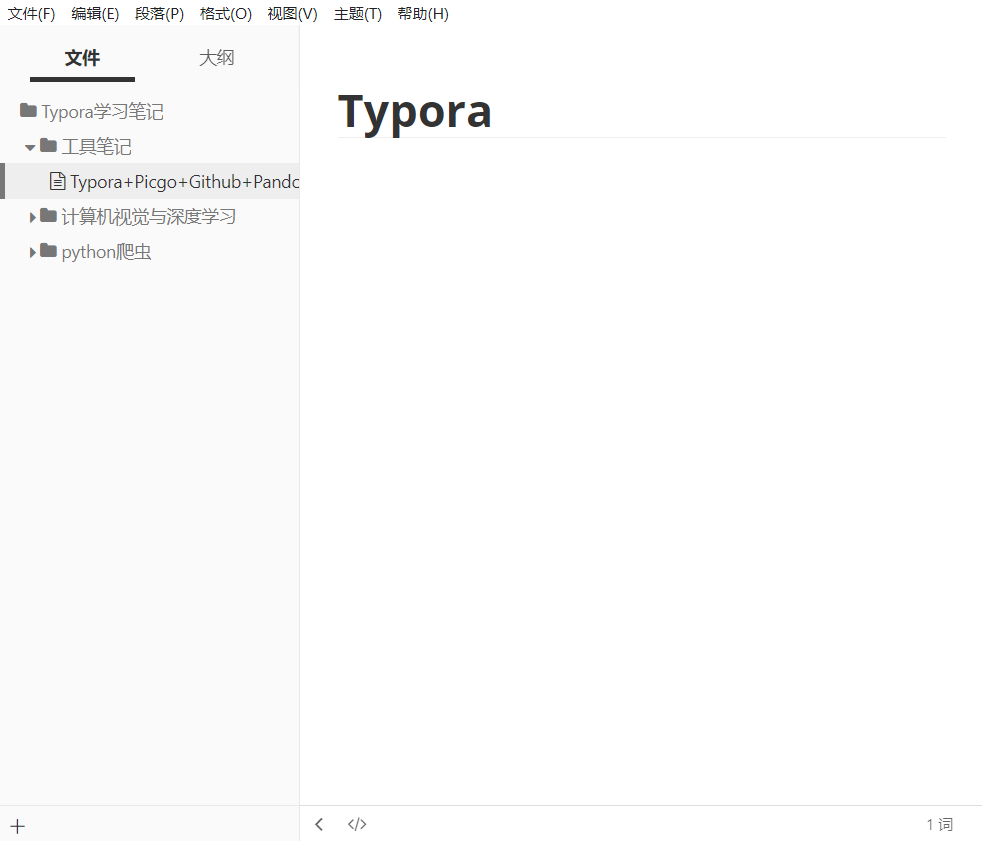 文件(F) 编辑(E) 段落(P) 格式(O) 视图(V) 主题(T) 帮助(H)
文件 大纲
Typora学习笔记
工具笔记
Typora+Picgo+Github+Pando
计算机视觉与深度学习
python爬虫
Typora
1 词